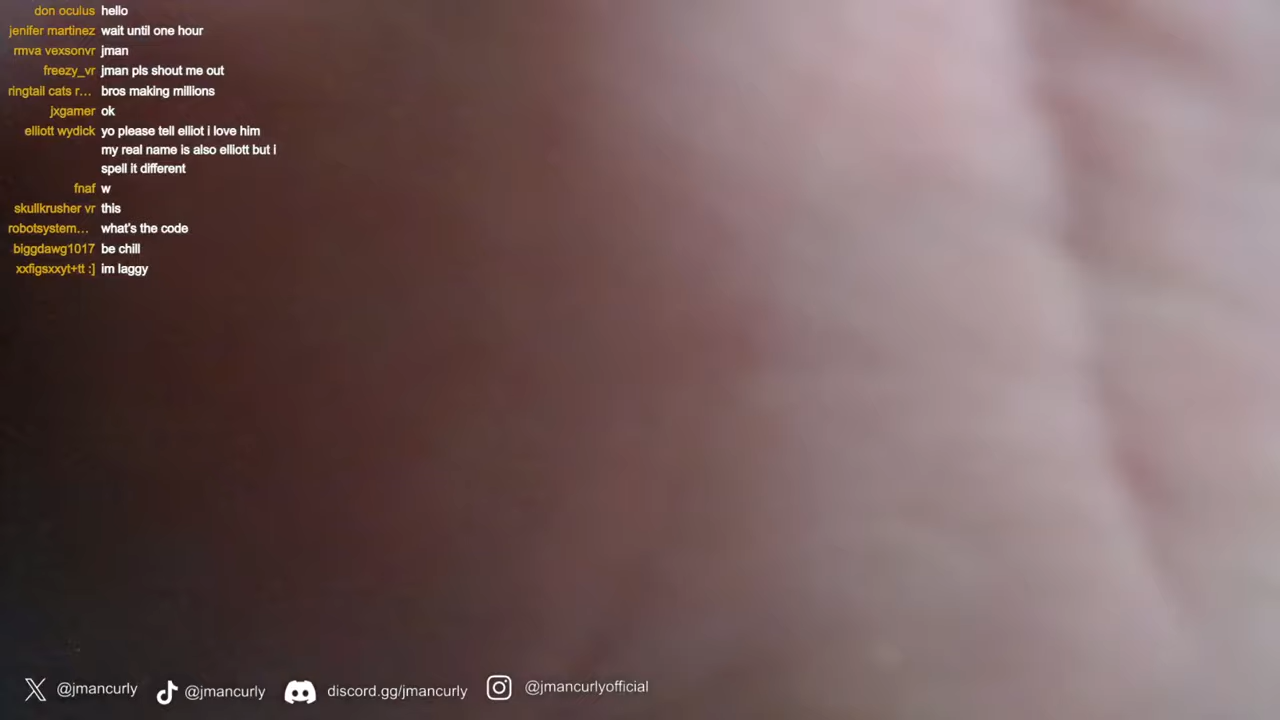 don oculus hello
jenifer martinez wait until one hour
rmva vexsonvr jman
freezy_vr jman pls shout me out
ringtail cats r... bros making millions
jxgamer ok
elliott wydick yo please tell elliot i love him
my real name is also elliott but i
spell it different
fnaf w
skullkrusher vr this
robotsystem... what's the code
biggdawg1017 be chill
xxfigsxxyt+tt :] im laggy
@jmancurly @jmancurly discord.gg/jmancurly @jmancurlyofficial